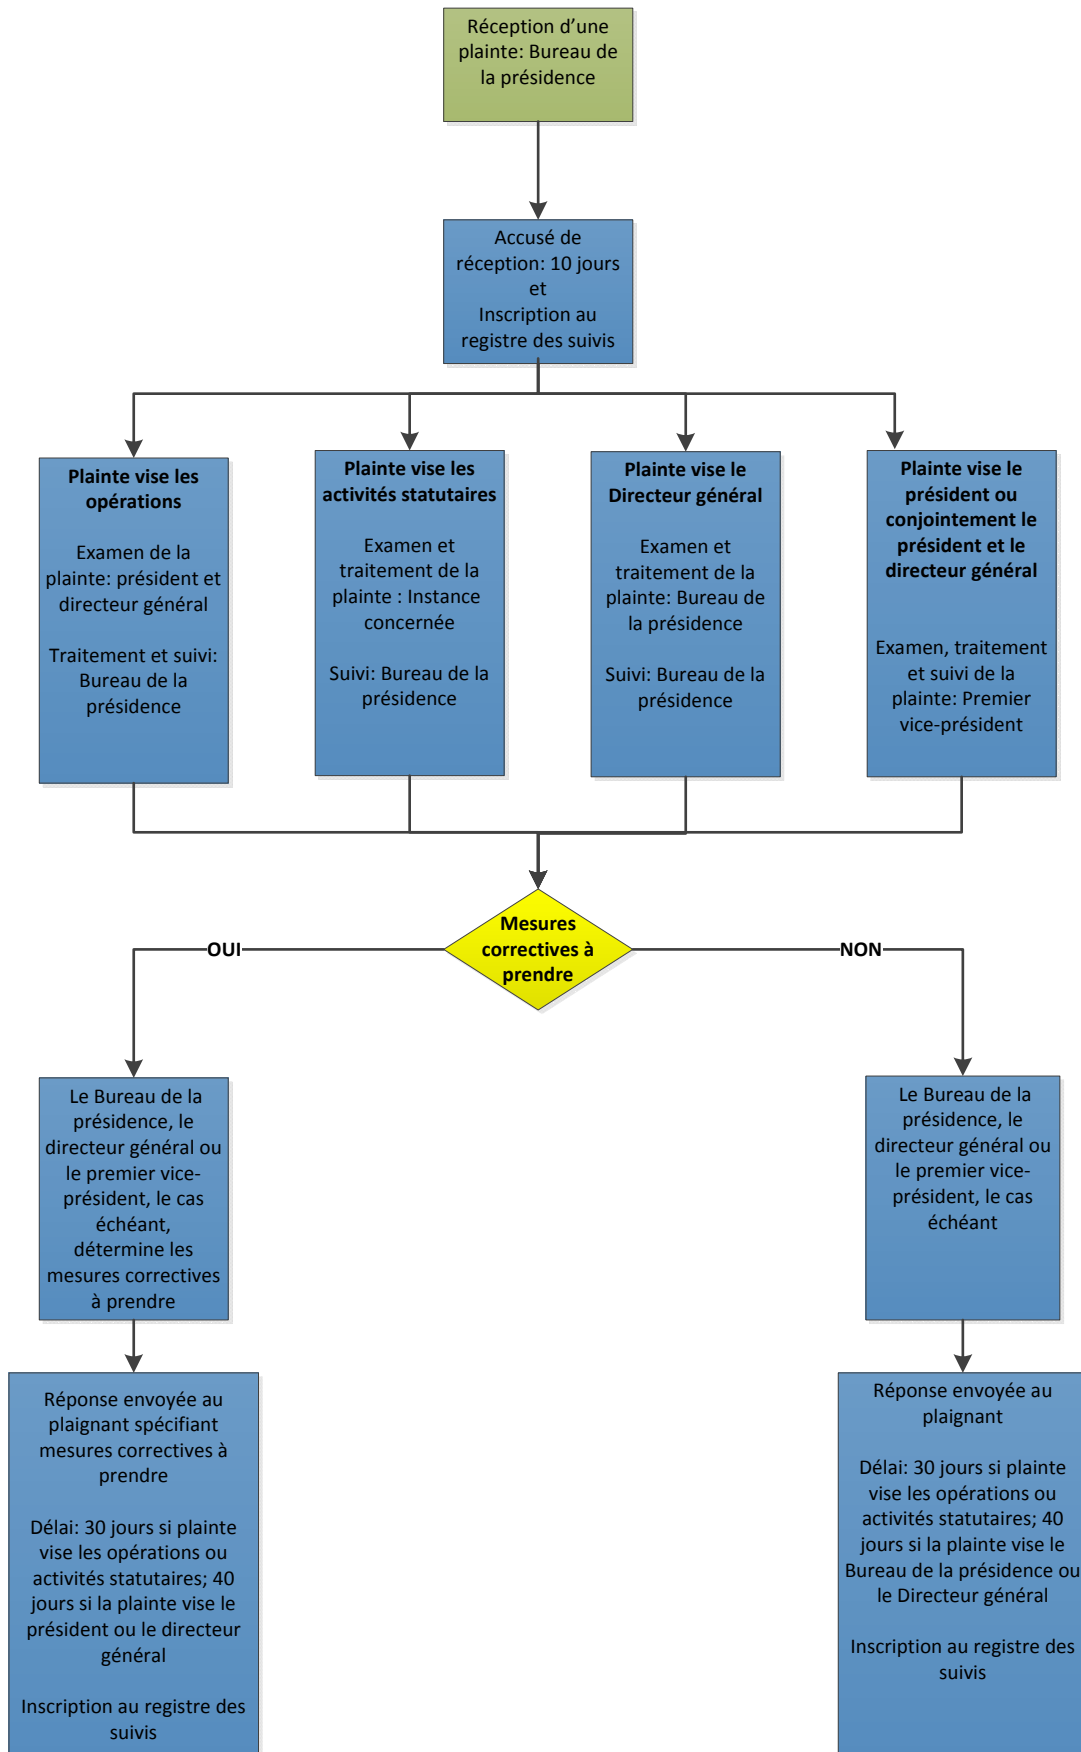 Réception d’une
plainte: Bureau de
la présidence
Accusé de
réception: 10 jours
et
Inscription au
registre des suivis
Plainte vise les
opérations
Examen de la
plainte: président et
directeur général
Traitement et suivi:
Bureau de la
présidence
Plainte vise les
activités statutaires
Examen et
traitement de la
plainte : Instance
concernée
Suivi: Bureau de la
présidence
Plainte vise le
Directeur général
Examen et
traitement de la
plainte: Bureau de
la présidence
Suivi: Bureau de la
présidence
Plainte vise le
président ou
conjointement le
président et le
directeur général
Examen, traitement
et suivi de la
plainte: Premier
vice-président
Mesures
correctives à
prendre
OUI
NON
Le Bureau de la
présidence, le
directeur général ou
le premier vice-
président, le cas
échéant,
détermine les
mesures correctives
à prendre
Le Bureau de la
présidence, le
directeur général ou
le premier vice-
président, le cas
échéant
Réponse envoyée au
plaignant spécifiant
mesures correctives à
prendre
Délai: 30 jours si plainte
vise les opérations ou
activités statutaires; 40
jours si la plainte vise le
président ou le directeur
général
Inscription au registre des
suivis
Réponse envoyée au
plaignant
Délai: 30 jours si plainte
vise les opérations ou
activités statutaires; 40
jours si la plainte vise le
Bureau de la présidence ou
le Directeur général
Inscription au registre des
suivis